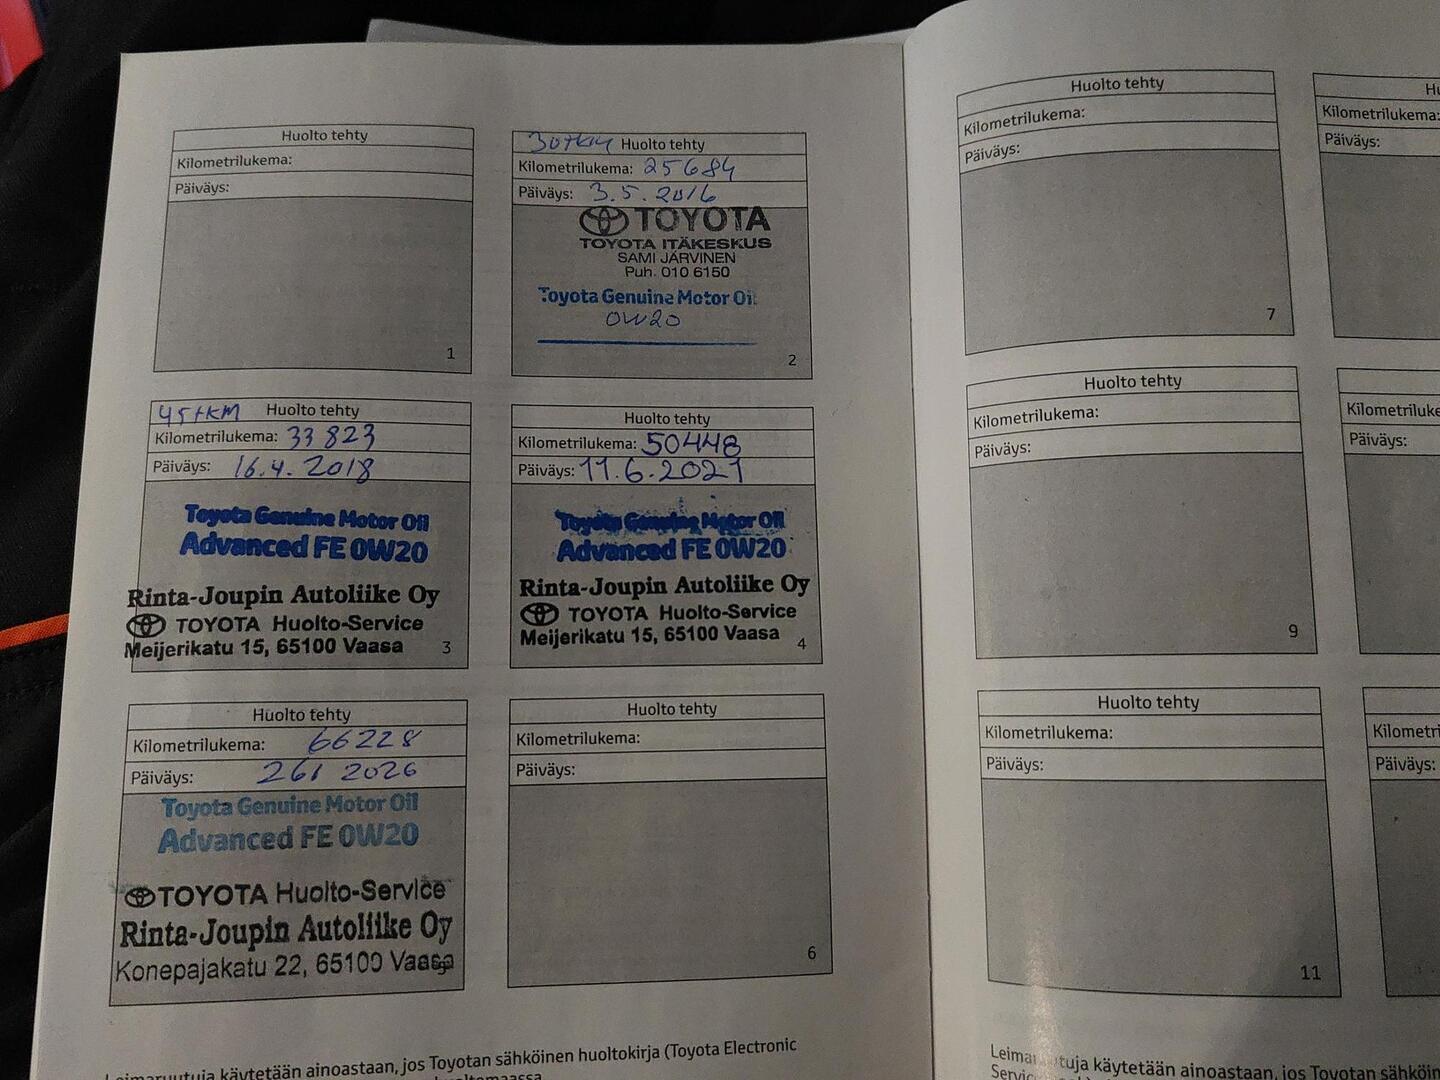 Huolto tehty
Kilometrilukema:
Päiväys:
1
30tKM Huolto tehty
Kilometrilukema: 25684
Päiväys: 3.5.2016
TOYOTA
TOYOTA ITÄKESKUS
SAMI JÄRVINEN
Puh. 010 6150
Toyota Genuine Motor Oil
0W20
2
45tKM Huolto tehty
Kilometrilukema: 33823
Päiväys: 16.4.2018
Toyota Genuine Motor Oil
Advanced FE 0W20
Rinta-Joupin Autoliike Oy
TOYOTA Huolto-Service
Meijerikatu 15, 65100 Vaasa
3
Huolto tehty
Kilometrilukema: 50448
Päiväys: 11.6.2021
Toyota Genuine Motor Oil
Advanced FE 0W20
Rinta-Joupin Autoliike Oy
TOYOTA Huolto-Service
Meijerikatu 15, 65100 Vaasa
4
Huolto tehty
Kilometrilukema: 66228
Päiväys: 261 2026
Toyota Genuine Motor Oil
Advanced FE 0W20
TOYOTA Huolto-Service
Rinta-Joupin Autoliike Oy
Konepajakatu 22, 65100 Vaasa
Huolto tehty
Kilometrilukema:
Päiväys:
6
Leimaruutuja käytetään ainoastaan, jos Toyotan sähköinen huoltokirja (Toyota Electronic
Huolto tehty
Kilometrilukema:
Päiväys:
7
Hu
Kilometrilukema:
Päiväys:
Huolto tehty
Kilometrilukema:
Päiväys:
9
Kilometriluke
Päiväys:
Huolto tehty
Kilometrilukema:
Päiväys:
11
Kilometri
Päiväys:
Leimaruutuja käytetään ainoastaan, jos Toyotan sähköin